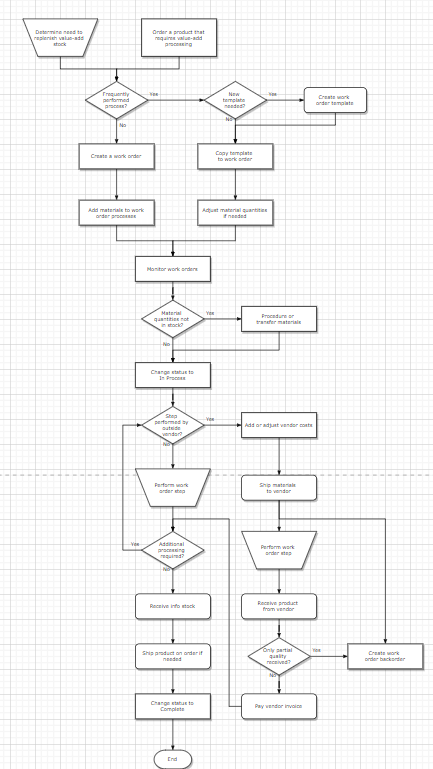 Determine need to
replenish value-add
stock
Order a product that
requires value-add
processing
Frequently
performed
process?
Yes
New
template
needed?
Yes
Create work
order template
No
No
Create a work order
Copy template
to work order
Add materials to work
order processes
Adjust material quantities
if needed
Monitor work orders
Material
quantities not
in stock?
Yes
Procedure or
transfer materials
No
Change status to
In Process
Step
performed by
outside
vendor?
Yes
Add or adjust vendor costs
No
Perform work
order step
Ship materials
to vendor
Additional
processing
required?
Yes
No
Perform work
order step
Receive info stock
Receive product
from vendor
Ship product on order if
needed
Only partial
quality
received?
Yes
Create work
order backorder
No
Change status to
Complete
Pay vendor invoice
End